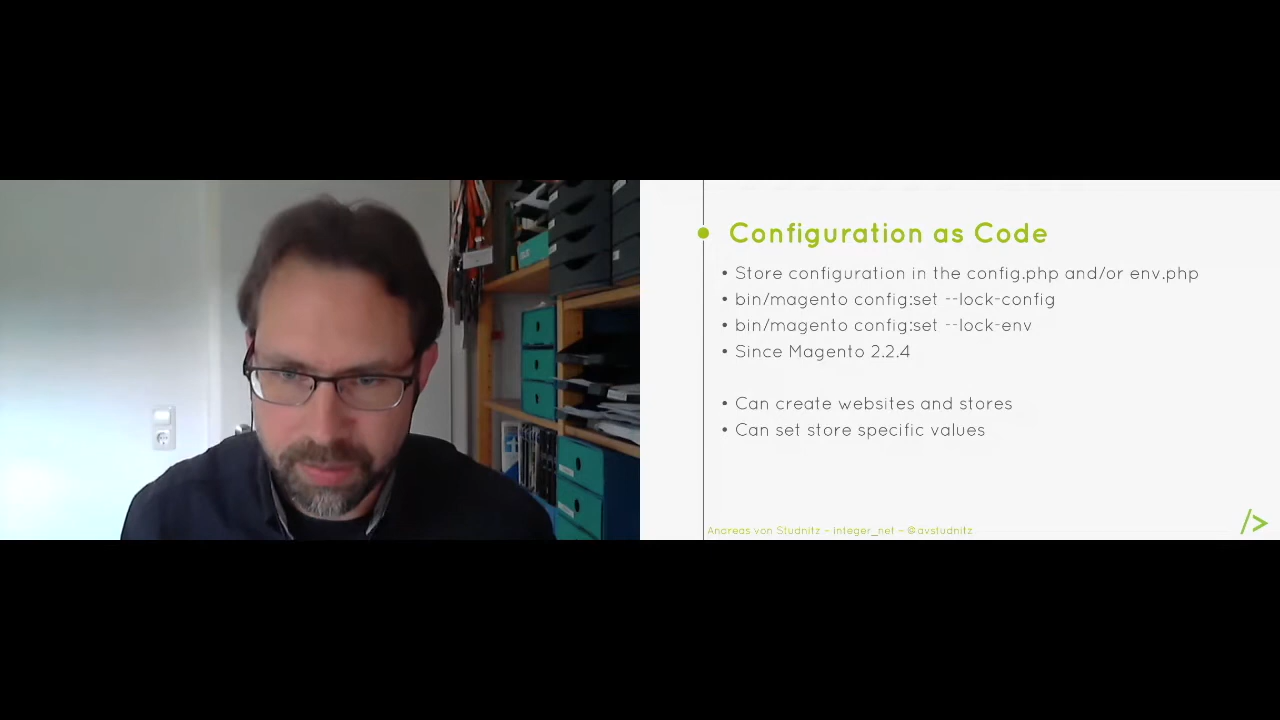 Configuration as Code
• Store configuration in the config.php and/or env.php
• bin/magento config:set --lock-config
• bin/magento config:set --lock-env
• Since Magento 2.2.4
• Can create websites and stores
• Can set store specific values
Andreas von Studnitz - integer_net - @avstudnitz
/>